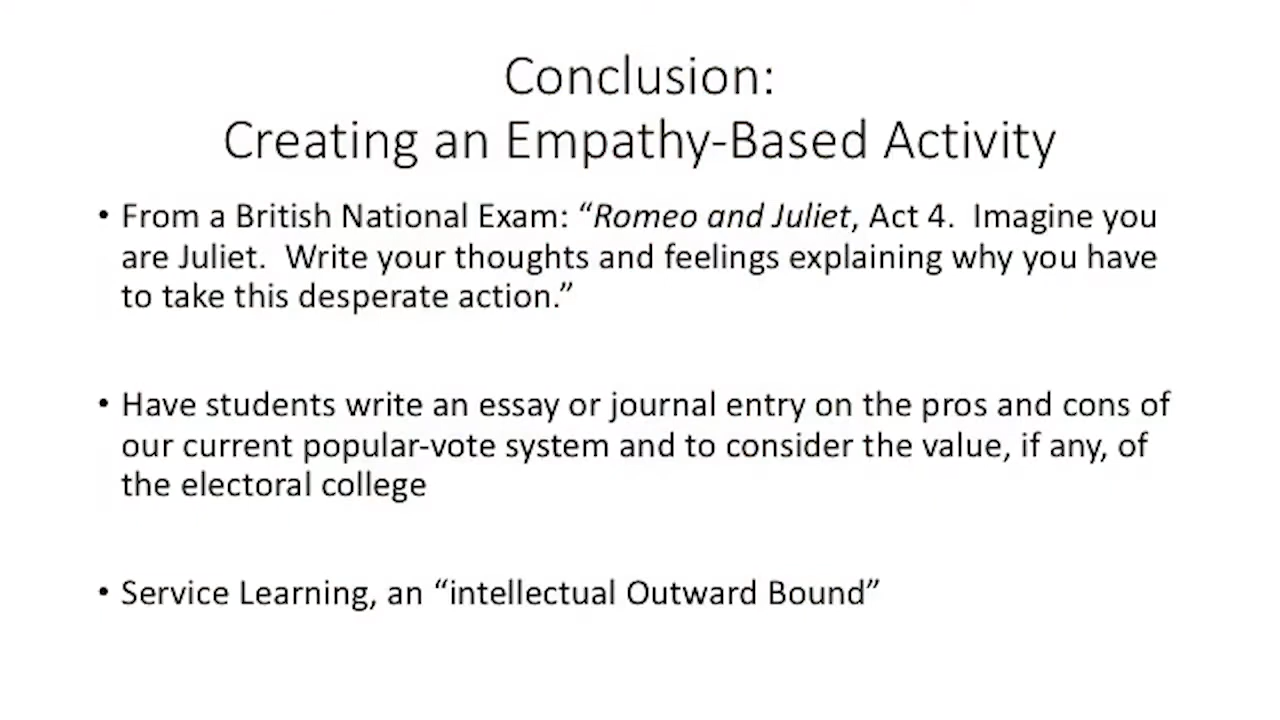 Conclusion:
Creating an Empathy-Based Activity
• From a British National Exam: “Romeo and Juliet, Act 4.  Imagine you
are Juliet.  Write your thoughts and feelings explaining why you have
to take this desperate action.”
• Have students write an essay or journal entry on the pros and cons of
our current popular-vote system and to consider the value, if any, of
the electoral college
• Service Learning, an “intellectual Outward Bound”